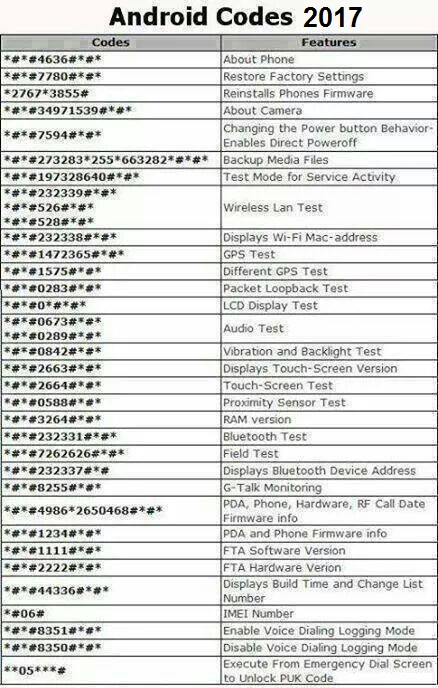 Android Codes 2017
Codes Features
*#*#4636#*#* About Phone
*#*#7780#*#* Restore Factory Settings
*2767*3855# Reinstalls Phones Firmware
*#*#34971539#*#* About Camera
*#*#7594#*#* Changing the Power button Behavior-
Enables Direct Poweroff
*#*#273283*255*663282*#*#* Backup Media Files
*#*#197328640#*#* Test Mode for Service Activity
*#*#232339#*#*
*#*#526#*#* Wireless Lan Test
*#*#528#*#*
*#*#232338#*#* Displays Wi-Fi Mac-address
*#*#1472365#*#* GPS Test
*#*#1575#*#* Different GPS Test
*#*#0283#*#* Packet Loopback Test
*#*#0*#*#* LCD Display Test
*#*#0673#*#* Audio Test
*#*#0289#*#*
*#*#0842#*#* Vibration and Backlight Test
*#*#2663#*#* Displays Touch-Screen Version
*#*#2664#*#* Touch-Screen Test
*#*#0588#*#* Proximity Sensor Test
*#*#3264#*#* RAM version
*#*#232331#*#* Bluetooth Test
*#*#7262626#*#* Field Test
*#*#232337#*# Displays Bluetooth Device Address
*#*#8255#*#* G-Talk Monitoring
*#*#4986*2650468#*#* PDA, Phone, Hardware, RF Call Date
Firmware info
*#*#1234#*#* PDA and Phone Firmware info
*#*#1111#*#* FTA Software Version
*#*#2222#*#* FTA Hardware Verion
*#*#44336#*#* Displays Build Time and Change List
Number
*#06# IMEI Number
*#*#8351#*#* Enable Voice Dialing Logging Mode
*#*#8350#*#* Disable Voice Dialing Logging Mode
**05***# Execute From Emergency Dial Screen
to Unlock PUK Code